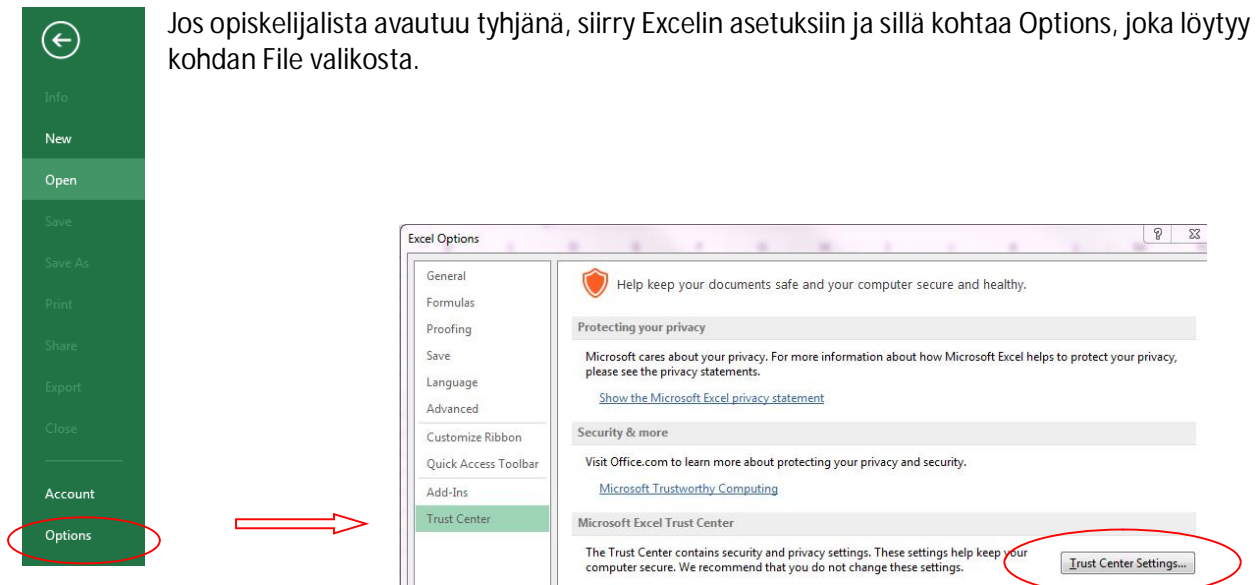 Jos opiskelijalista avautuu tyhjänä, siirry Excelin asetuksiin ja sillä kohtaa Options, joka löytyy
kohdan File valikosta.
Info
New
Open
Save
Save As
Print
Share
Export
Close
Account
Options
Excel Options
General
Formulas
Proofing
Save
Language
Advanced
Customize Ribbon
Quick Access Toolbar
Add-Ins
Trust Center
Help keep your documents safe and your computer secure and healthy.
Protecting your privacy
Microsoft cares about your privacy. For more information about how Microsoft Excel helps to protect your privacy,
please see the privacy statements.
Show the Microsoft Excel privacy statement
Security & more
Visit Office.com to learn more about protecting your privacy and security.
Microsoft Trustworthy Computing
Microsoft Excel Trust Center
The Trust Center contains security and privacy settings. These settings help keep your
computer secure. We recommend that you do not change these settings.
Trust Center Settings...